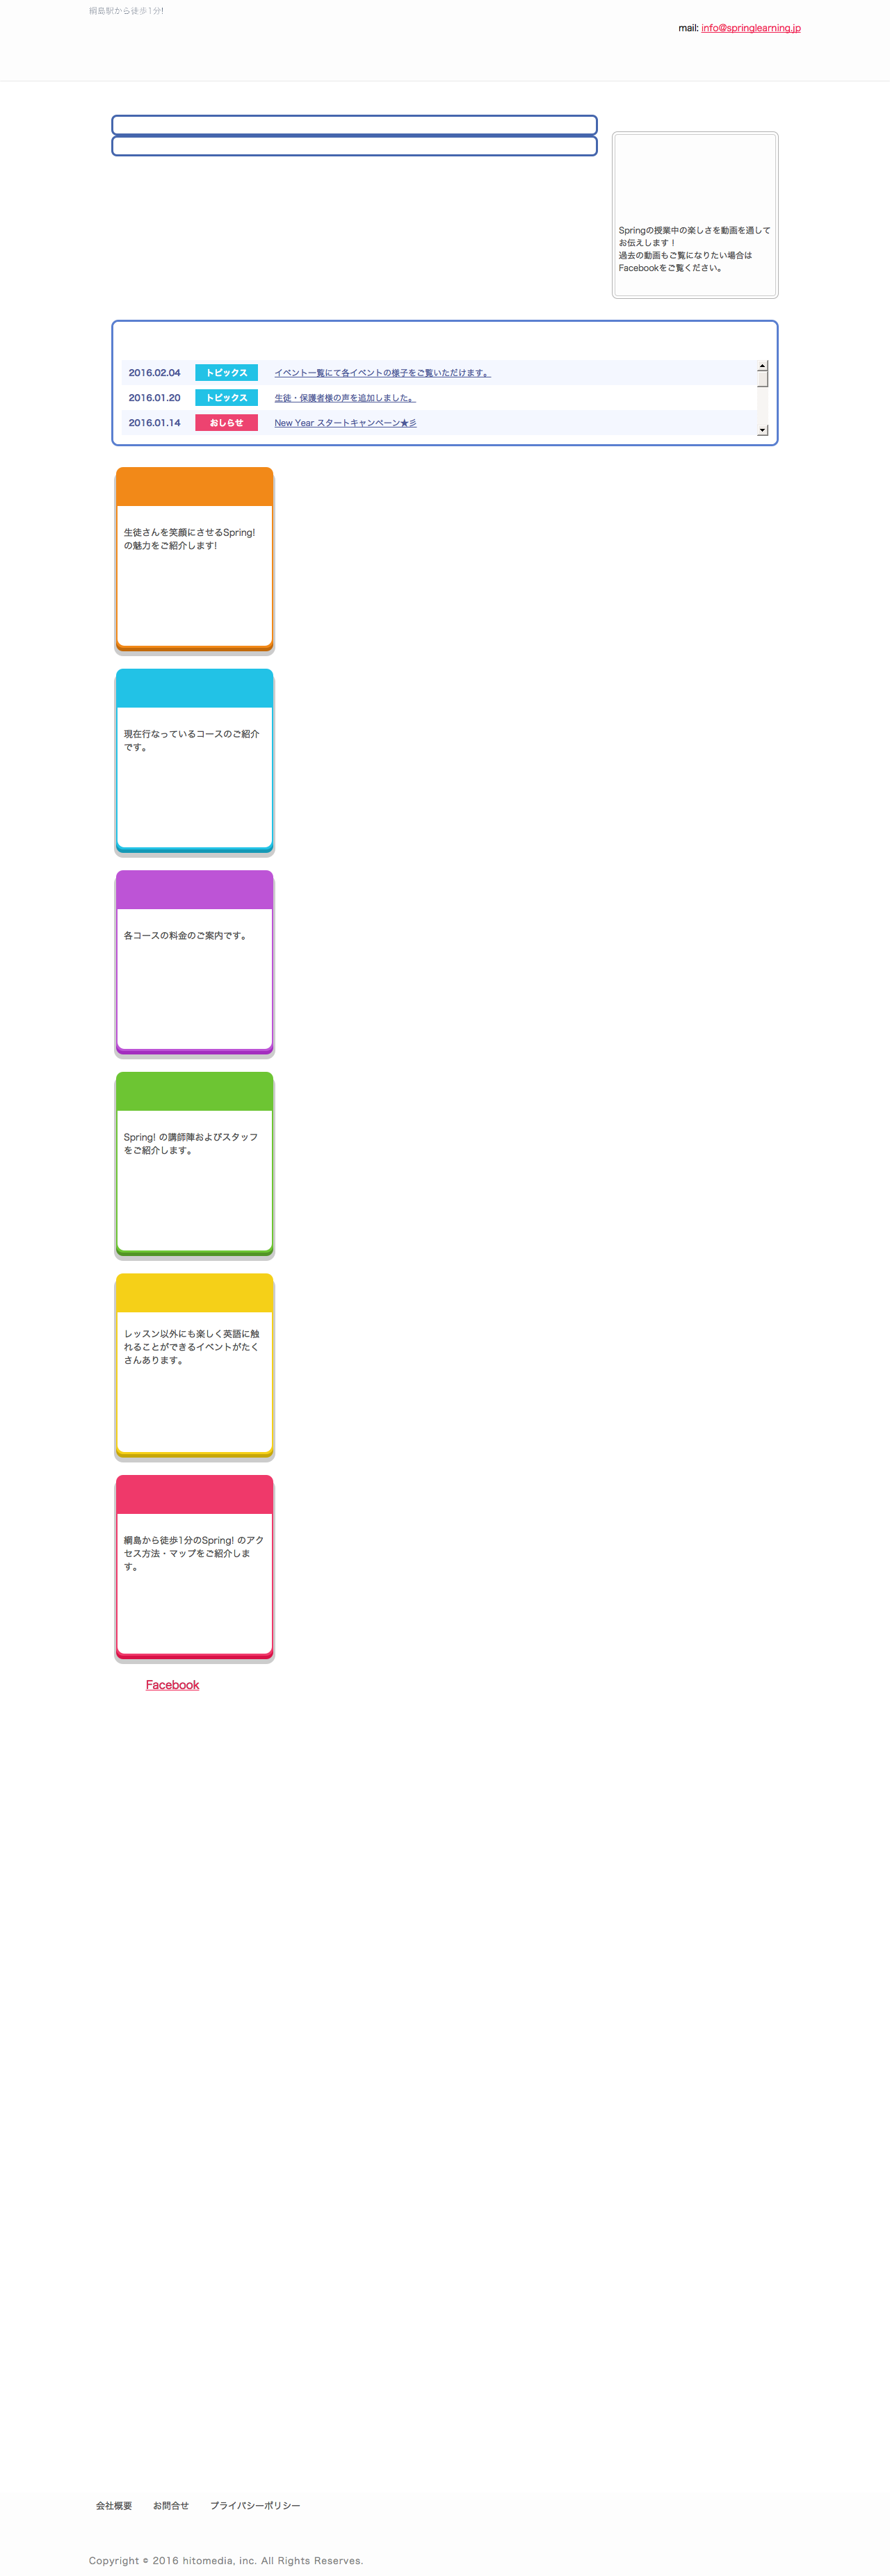 綱島駅から徒歩1分!
mail: info@springlearning.jp
Springの授業中の楽しさを動画を通して
お伝えします！
過去の動画もご覧になりたい場合は
Facebookをご覧ください。
2016.02.04 トピックス イベント一覧にて各イベントの様子をご覧いただけます。
2016.01.20 トピックス 生徒・保護者様の声を追加しました。
2016.01.14 おしらせ New Year スタートキャンペーン★彡
生徒さんを笑顔にさせるSpring!
の魅力をご紹介します!
現在行なっているコースのご紹介
です。
各コースの料金のご案内です。
Spring! の講師陣およびスタッフ
をご紹介します。
レッスン以外にも楽しく英語に触
れることができるイベントがたく
さんあります。
綱島から徒歩1分のSpring! のアク
セス方法・マップをご紹介しま
す。
Facebook
会社概要 お問合せ プライバシーポリシー
Copyright © 2016 hitomedia, inc. All Rights Reserves.